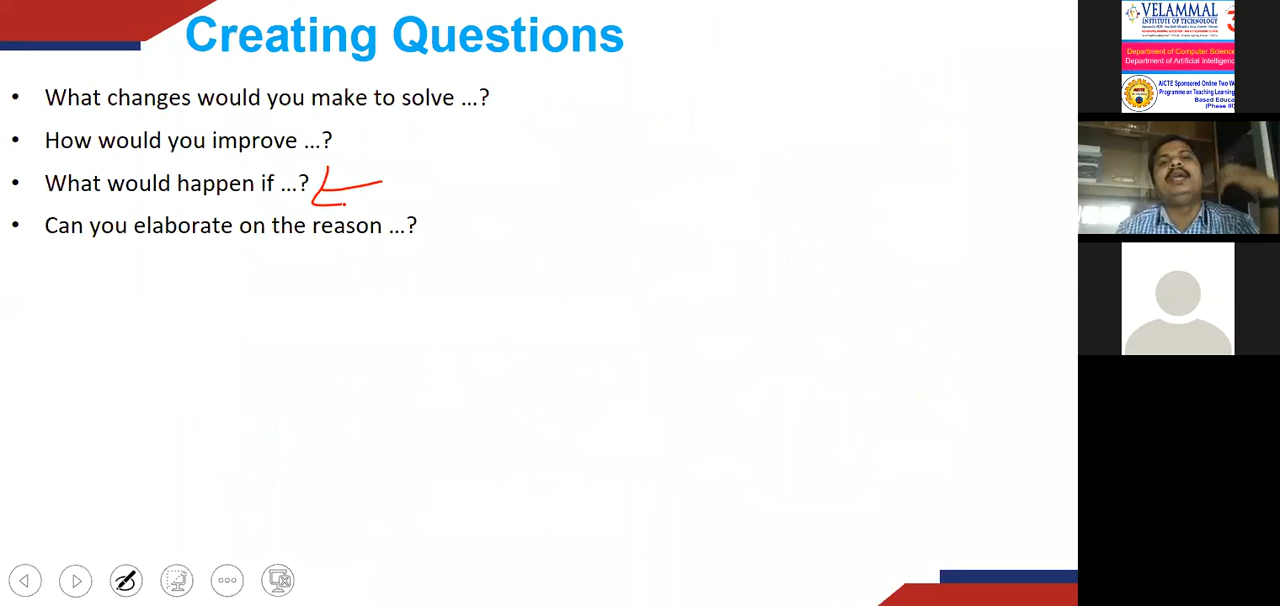 Creating Questions
• What changes would you make to solve ...?
• How would you improve ...?
• What would happen if ...?
• Can you elaborate on the reason ...?
VELAMMAL
INSTITUTE OF TECHNOLOGY
Department of Computer Science
Department of Artificial Intelligenc
AICTE Sponsored Online Two W
Programme on Teaching Learning
Based Educa
(Phase III)